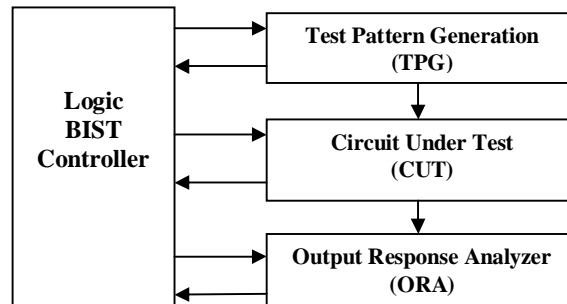 Logic
BIST
Controller
Test Pattern Generation
(TPG)
Circuit Under Test
(CUT)
Output Response Analyzer
(ORA)